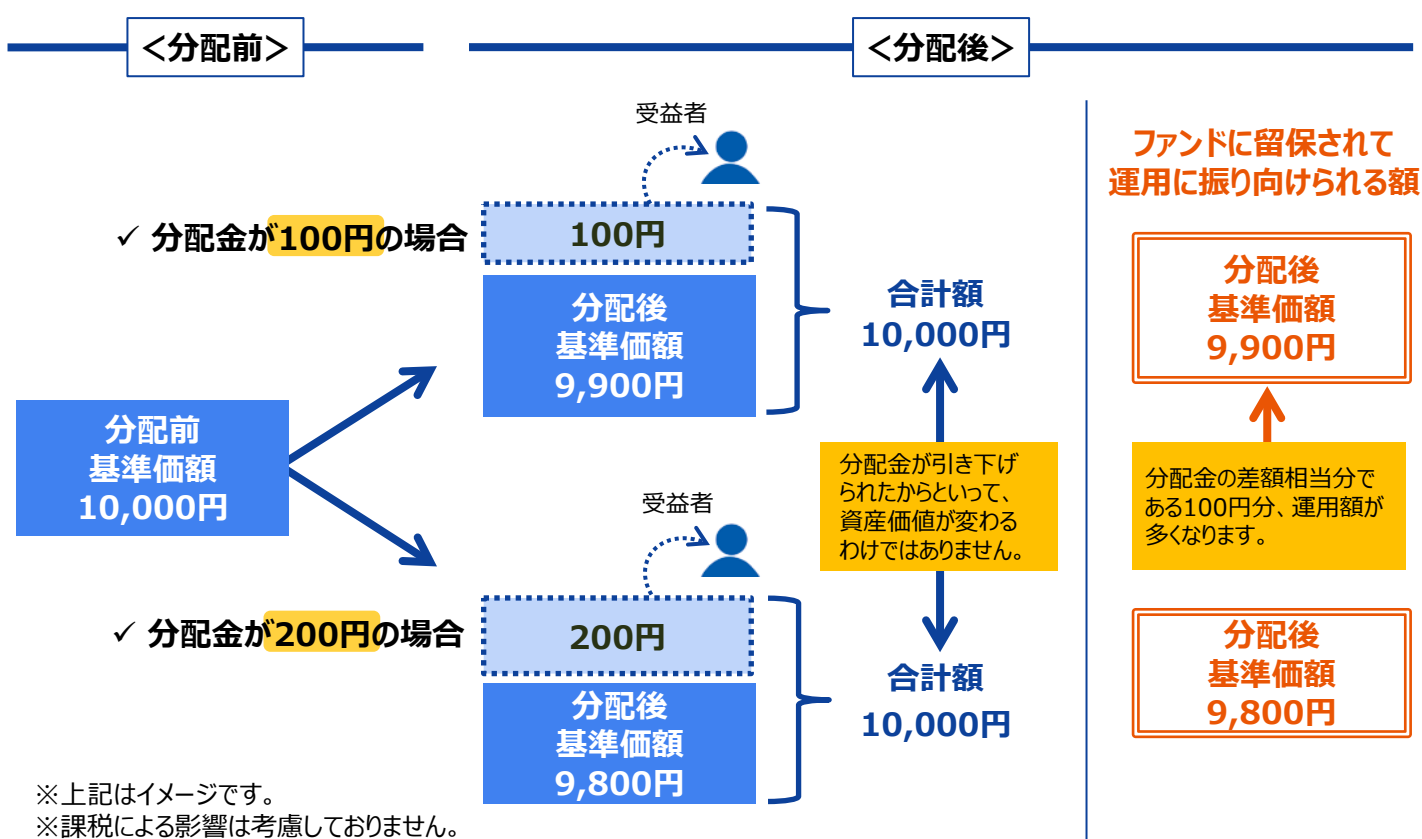 <分配前>
<分配後>
受益者
✓ 分配金が100円の場合
100円
分配後
基準価額
9,900円
合計額
10,000円
ファンドに留保されて
運用に振り向けられる額
分配後
基準価額
9,900円
分配前
基準価額
10,000円
分配金が引き下げ
られたからといって、
資産価値が変わる
わけではありません。
分配金の差額相当分で
ある100円分、運用額が
多くなります。
受益者
✓ 分配金が200円の場合
200円
分配後
基準価額
9,800円
合計額
10,000円
分配後
基準価額
9,800円
※上記はイメージです。
※課税による影響は考慮しておりません。